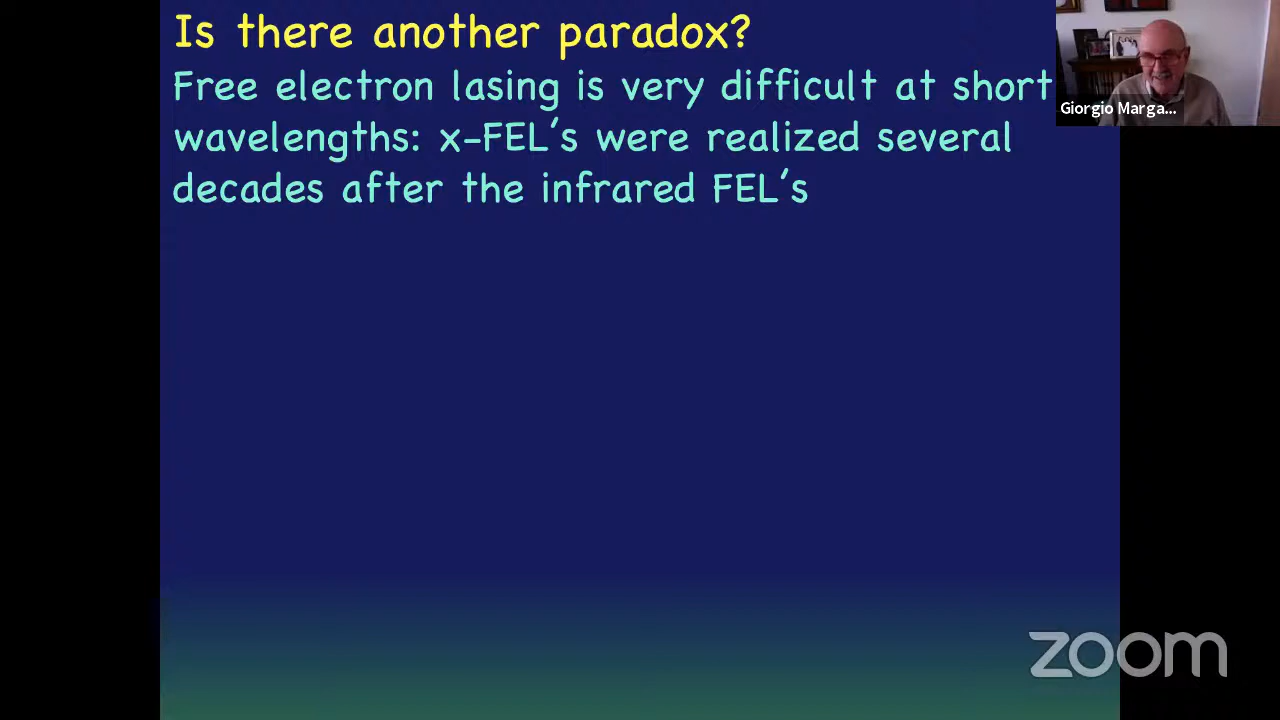 Is there another paradox?
Free electron lasing is very difficult at short
wavelengths: x-FEL's were realized several
decades after the infrared FEL's
Giorgio Marga...
zoom